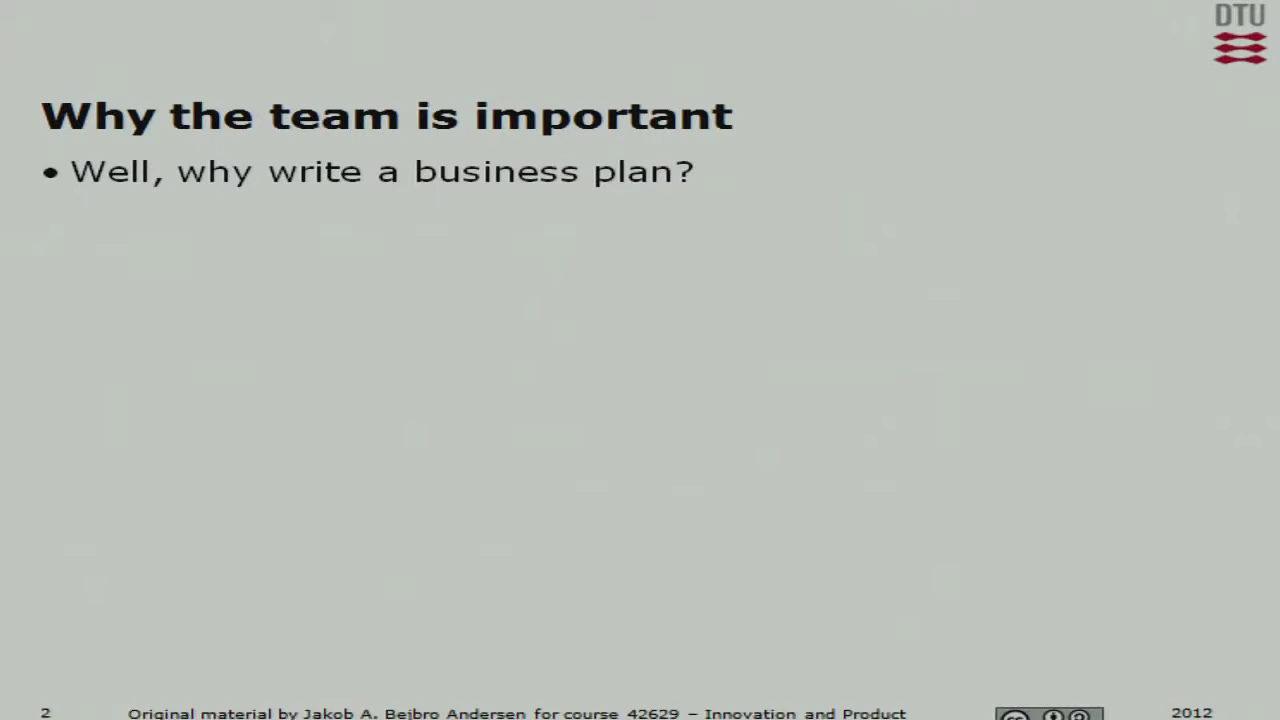 DTU
Why the team is important
• Well, why write a business plan?
2 Original material by Jakob A. Bejbro Andersen for course 42629 – Innovation and Product 2012